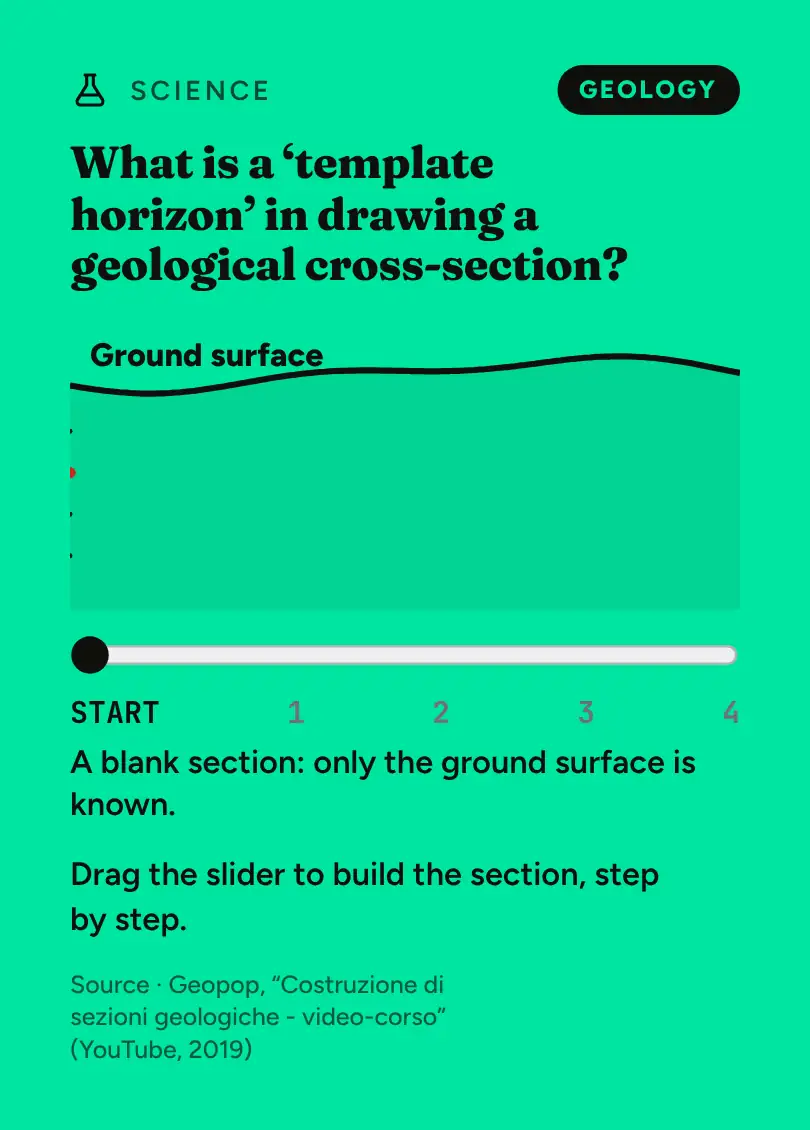 SCIENCE
GEOLOGY
What is a ‘template
horizon’ in drawing a
geological cross-section?
Ground surface
START 1 2 3 4
A blank section: only the ground surface is
known.
Drag the slider to build the section, step
by step.
Source · Geopop, “Costruzione di
sezioni geologiche - video-corso”
(YouTube, 2019)